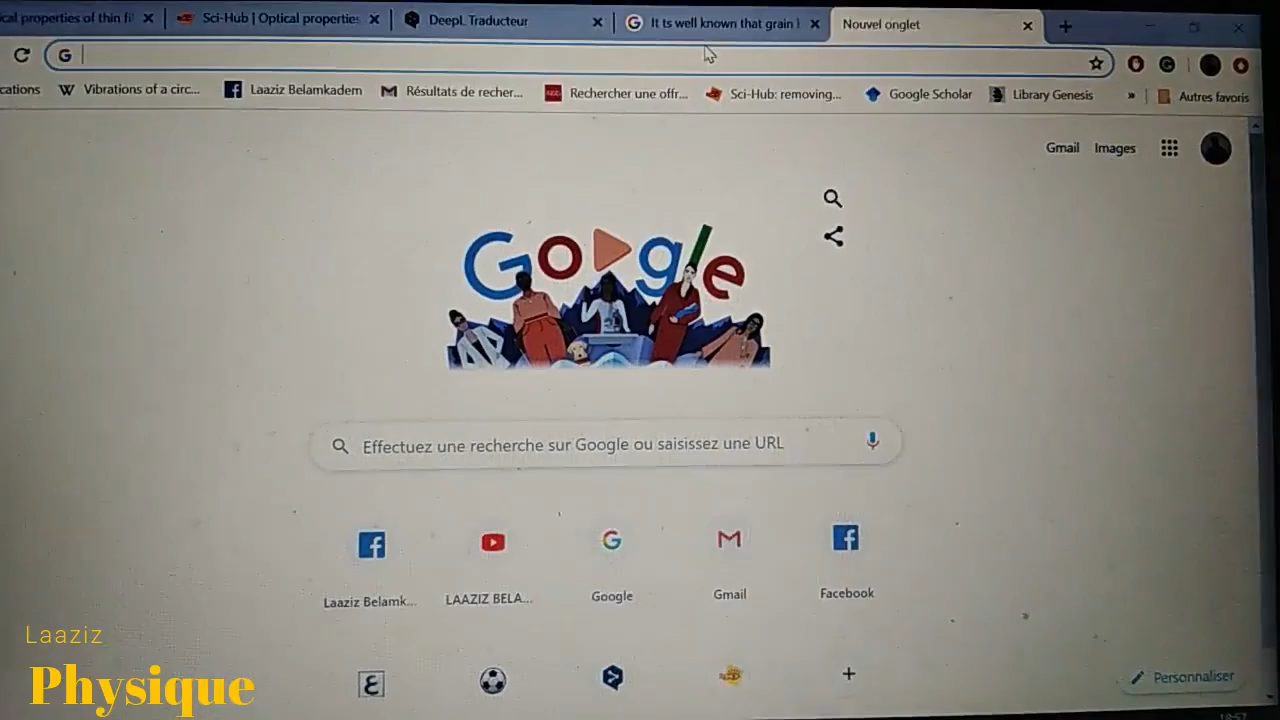 cal properties of thin fil
Sci-Hub | Optical properties
DeepL Traducteur
It ts well known that grain
Nouvel onglet
cations
Vibrations of a circ...
Laaziz Belamkadem
Résultats de recher...
Rechercher une offr...
Sci-Hub: removing...
Google Scholar
Library Genesis
»
Autres favoris
Gmail
Images
Google
Effectuez une recherche sur Google ou saisissez une URL
Laaziz Belamk...
LAAZIZ BELA...
Google
Gmail
Facebook
Laaziz
Physique
Personnaliser